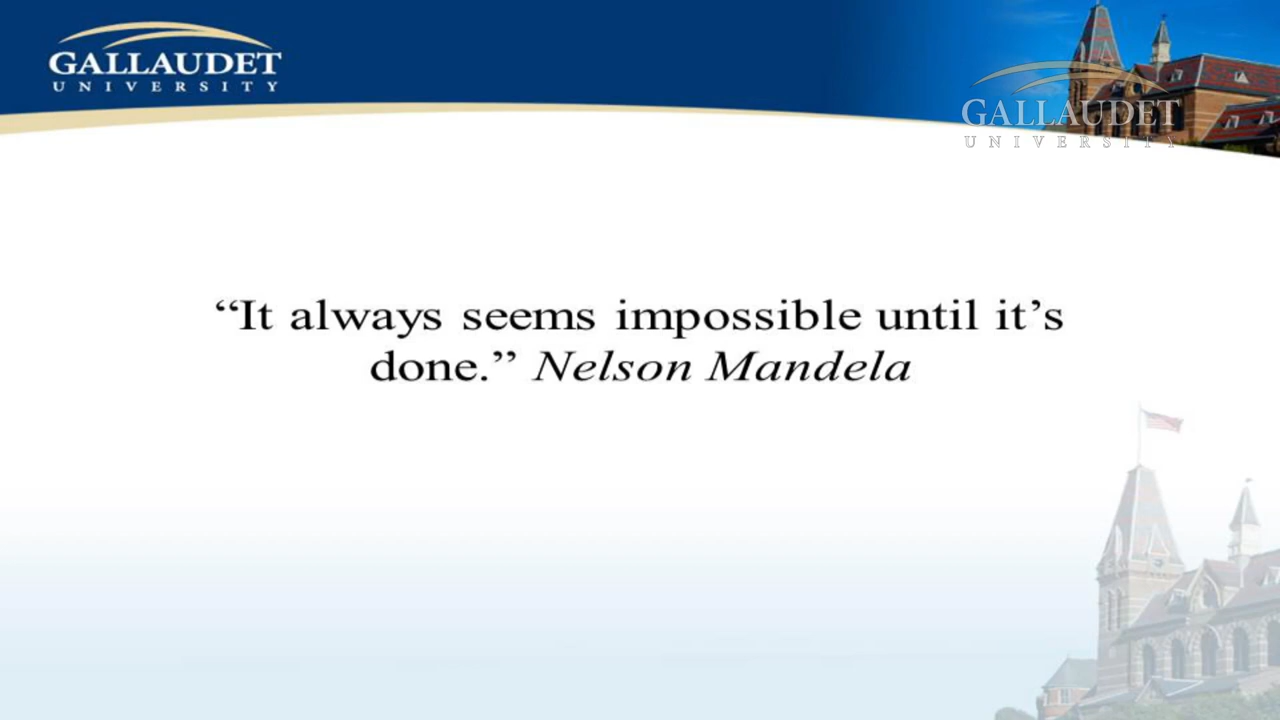 GALLAUDET
UNIVERSITY
GALLAUDET
UNIVERSITY
“It always seems impossible until it’s
done.” Nelson Mandela